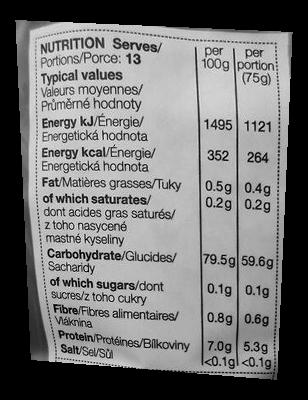 NUTRITION Serves/ per per
Portions/Porce: 13 100g portion
Typical values (75g)
Valeurs moyennes/
Průměrné hodnoty
Energy kJ/Énergie/ 1495 1121
Energetická hodnota
Energy kcal/Énergie/ 352 264
Energetická hodnota
Fat/Matières grasses/Tuky 0.5g 0.4g
of which saturates/ 0.2g 0.2g
dont acides gras saturés/
z toho nasycené
mastné kyseliny
Carbohydrate/Glucides/ 79.5g 59.6g
Sacharidy
of which sugars/dont 0.1g 0.1g
sucres/z toho cukry
Fibre/Fibres alimentaires/ 0.8g 0.6g
Vláknina
Protein/Protéines/Bílkoviny 7.0g 5.3g
Salt/Sel/Sůl <0.1g <0.1g